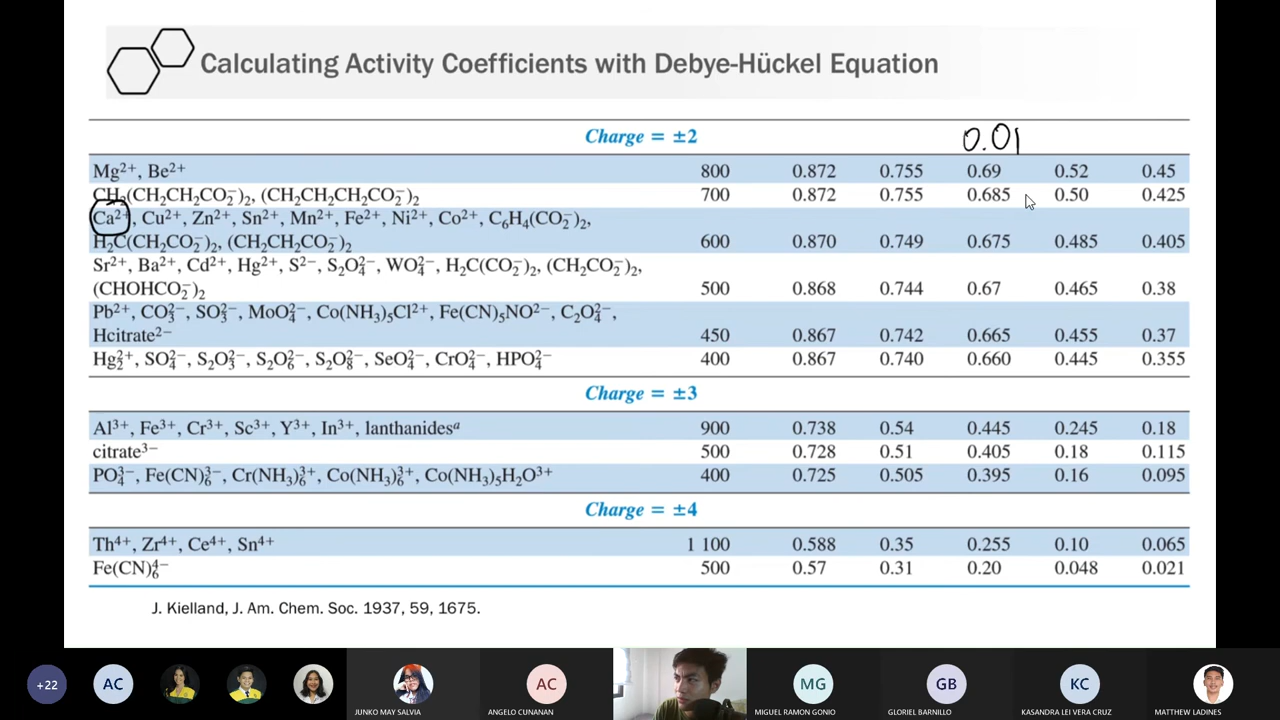 Calculating Activity Coefficients with Debye-Hückel Equation
Charge = ±2
0.01
Mg²⁺, Be²⁺ 800 0.872 0.755 0.69 0.52 0.45
CH₂(CH₂CH₂CO₂⁻)₂, (CH₂CH₂CH₂CO₂⁻)₂ 700 0.872 0.755 0.685 0.50 0.425
Ca²⁺, Cu²⁺, Zn²⁺, Sn²⁺, Mn²⁺, Fe²⁺, Ni²⁺, Co²⁺, C₆H₄(CO₂⁻)₂,
H₂C(CH₂CO₂⁻)₂, (CH₂CH₂CO₂⁻)₂ 600 0.870 0.749 0.675 0.485 0.405
Sr²⁺, Ba²⁺, Cd²⁺, Hg²⁺, S²⁻, S₂O₄²⁻, WO₄²⁻, H₂C(CO₂⁻)₂, (CH₂CO₂⁻)₂,
(CHOHCO₂⁻)₂ 500 0.868 0.744 0.67 0.465 0.38
Pb²⁺, CO₃²⁻, SO₃²⁻, MoO₄²⁻, Co(NH₃)₅Cl²⁺, Fe(CN)₅NO²⁻, C₂O₄²⁻,
Hcitrate²⁻ 450 0.867 0.742 0.665 0.455 0.37
Hg₂²⁺, SO₄²⁻, S₂O₃²⁻, S₂O₆²⁻, S₂O₈²⁻, SeO₄²⁻, CrO₄²⁻, HPO₄²⁻ 400 0.867 0.740 0.660 0.445 0.355
Charge = ±3
Al³⁺, Fe³⁺, Cr³⁺, Sc³⁺, Y³⁺, In³⁺, lanthanidesᵃ 900 0.738 0.54 0.445 0.245 0.18
citrate³⁻ 500 0.728 0.51 0.405 0.18 0.115
PO₄³⁻, Fe(CN)₆³⁻, Cr(NH₃)₆³⁺, Co(NH₃)₆³⁺, Co(NH₃)₅H₂O³⁺ 400 0.725 0.505 0.395 0.16 0.095
Charge = ±4
Th⁴⁺, Zr⁴⁺, Ce⁴⁺, Sn⁴⁺ 1 100 0.588 0.35 0.255 0.10 0.065
Fe(CN)₆⁴⁻ 500 0.57 0.31 0.20 0.048 0.021
J. Kielland, J. Am. Chem. Soc. 1937, 59, 1675.
+22 AC AC MG GB KC
JUNKO MAY SALVIA ANGELO CUNANAN MIGUEL RAMON GONIO GLORIEL BARNILLO KASANDRA LEI VERA CRUZ MATTHEW LADINES